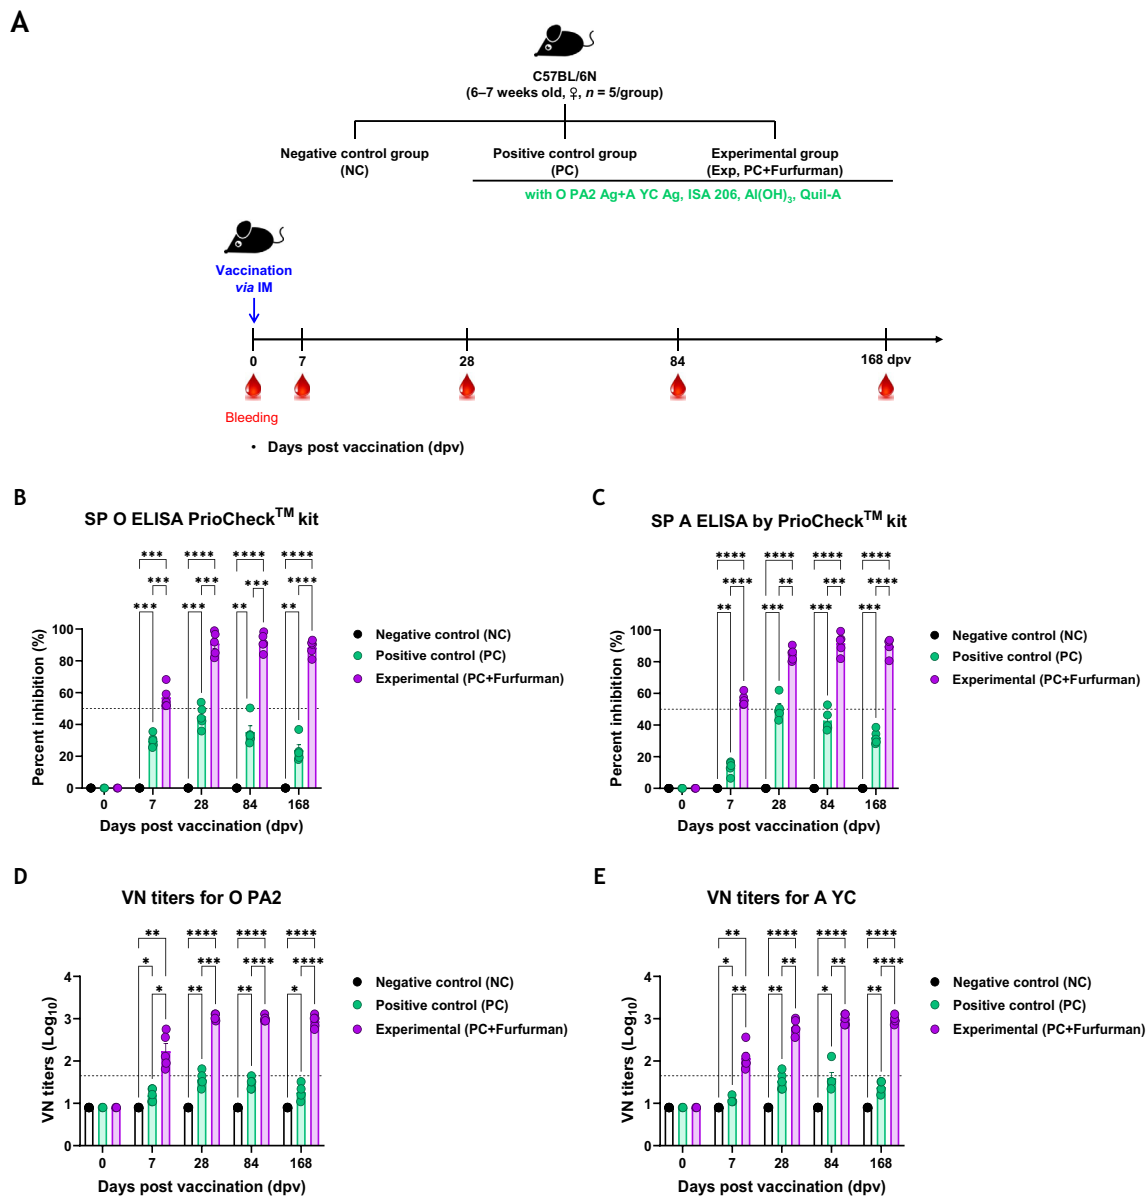 A
C57BL/6N
(6–7 weeks old, ♀, n = 5/group)
Negative control group
(NC)
Positive control group
(PC)
Experimental group
(Exp, PC+Furfurman)
with O PA2 Ag+A YC Ag, ISA 206, Al(OH)3, Quil-A
Vaccination
via IM
0 7 28 84 168 dpv
Bleeding
• Days post vaccination (dpv)
B
SP O ELISA PrioCheck™ kit
*** **** **** ****
*** *** *** ****
*** *** ** **
Percent inhibition (%)
100
80
60
40
20
0
0 7 28 84 168
Days post vaccination (dpv)
Negative control (NC)
Positive control (PC)
Experimental (PC+Furfurman)
C
SP A ELISA by PrioCheck™ kit
**** **** **** ****
**** ** *** ****
** *** *** ***
Percent inhibition (%)
100
80
60
40
20
0
0 7 28 84 168
Days post vaccination (dpv)
Negative control (NC)
Positive control (PC)
Experimental (PC+Furfurman)
D
VN titers for O PA2
** **** **** ****
* *** **** ****
* ** ** *
VN titers (Log10)
4
3
2
1
0
0 7 28 84 168
Days post vaccination (dpv)
Negative control (NC)
Positive control (PC)
Experimental (PC+Furfurman)
E
VN titers for A YC
** **** **** ****
* ** ** ****
** ** * **
VN titers (Log10)
4
3
2
1
0
0 7 28 84 168
Days post vaccination (dpv)
Negative control (NC)
Positive control (PC)
Experimental (PC+Furfurman)